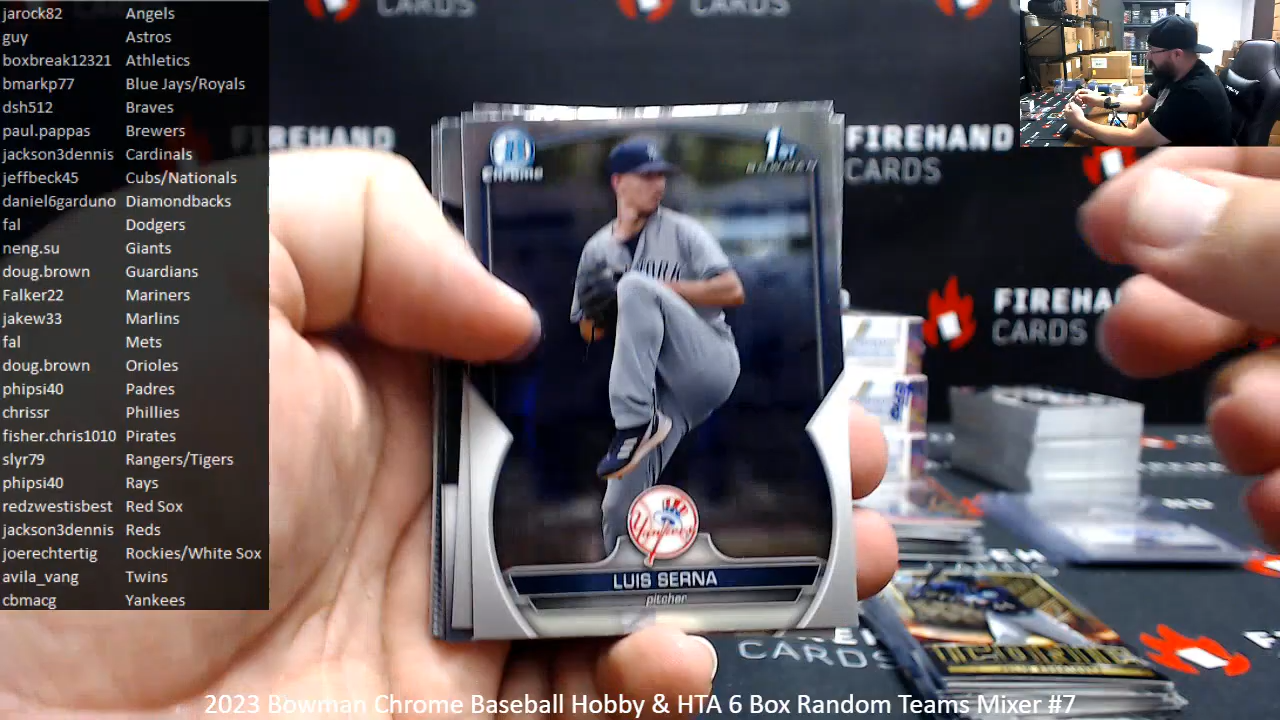 jarock82 Angels
guy Astros
boxbreak12321 Athletics
bmarkp77 Blue Jays/Royals
dsh512 Braves
paul.pappas Brewers
jackson3dennis Cardinals
jeffbeck45 Cubs/Nationals
daniel6garduno Diamondbacks
fal Dodgers
neng.su Giants
doug.brown Guardians
Falker22 Mariners
jakew33 Marlins
fal Mets
doug.brown Orioles
phipsi40 Padres
chrissr Phillies
fisher.chris1010 Pirates
slyr79 Rangers/Tigers
phipsi40 Rays
redzwestisbest Red Sox
jackson3dennis Reds
joerechtertig Rockies/White Sox
avila_vang Twins
cbmacg Yankees
CARDS
CARDS
CARDS
FIREHAND
CARDS
FIREHA
CARDS
B
Chrome
1st
BOWMAN
Yankees
LUIS SERNA
pitcher
CARDS
2023 Bowman Chrome Baseball Hobby & HTA 6 Box Random Teams Mixer #7